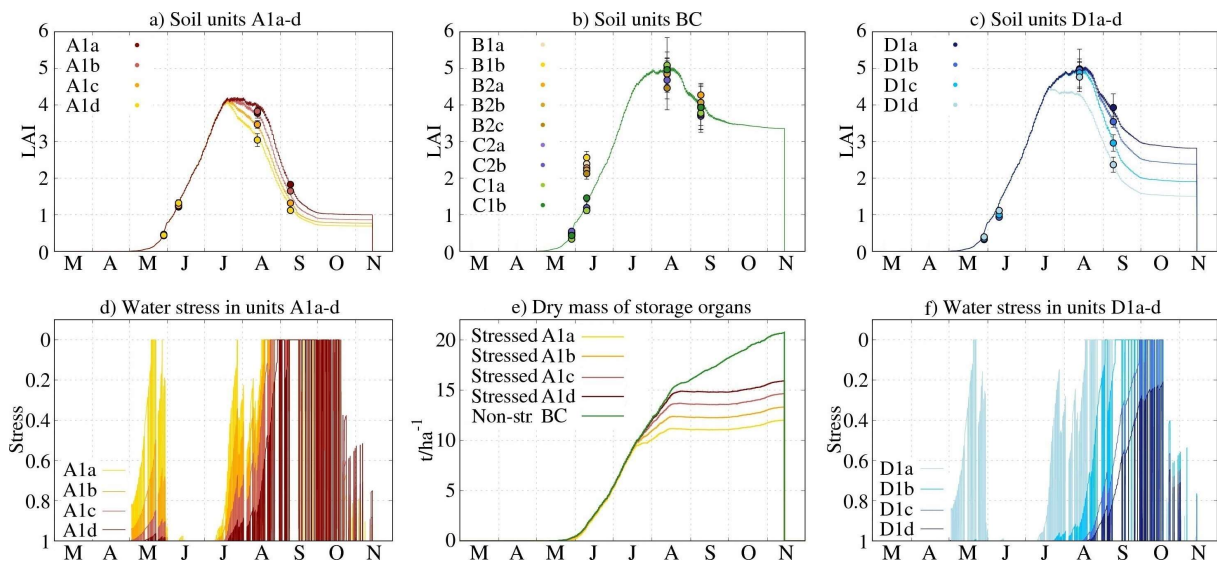 a) Soil units A1a-d
6
5
4
3
2
1
0
LAI
A1a
A1b
A1c
A1d
M A M J J A S O N
b) Soil units BC
6
5
4
3
2
1
0
LAI
B1a
B1b
B2a
B2b
B2c
C2a
C2b
C1a
C1b
M A M J J A S O N
c) Soil units D1a-d
6
5
4
3
2
1
0
LAI
D1a
D1b
D1c
D1d
M A M J J A S O N
d) Water stress in units A1a-d
0
0.2
0.4
0.6
0.8
1
Stress
A1a
A1b
A1c
A1d
M A M J J A S O N
e) Dry mass of storage organs
20
15
10
5
0
t/ha⁻¹
Stressed A1a
Stressed A1b
Stressed A1c
Stressed A1d
Non-str. BC
M A M J J A S O N
f) Water stress in units D1a-d
0
0.2
0.4
0.6
0.8
1
Stress
D1a
D1b
D1c
D1d
M A M J J A S O N